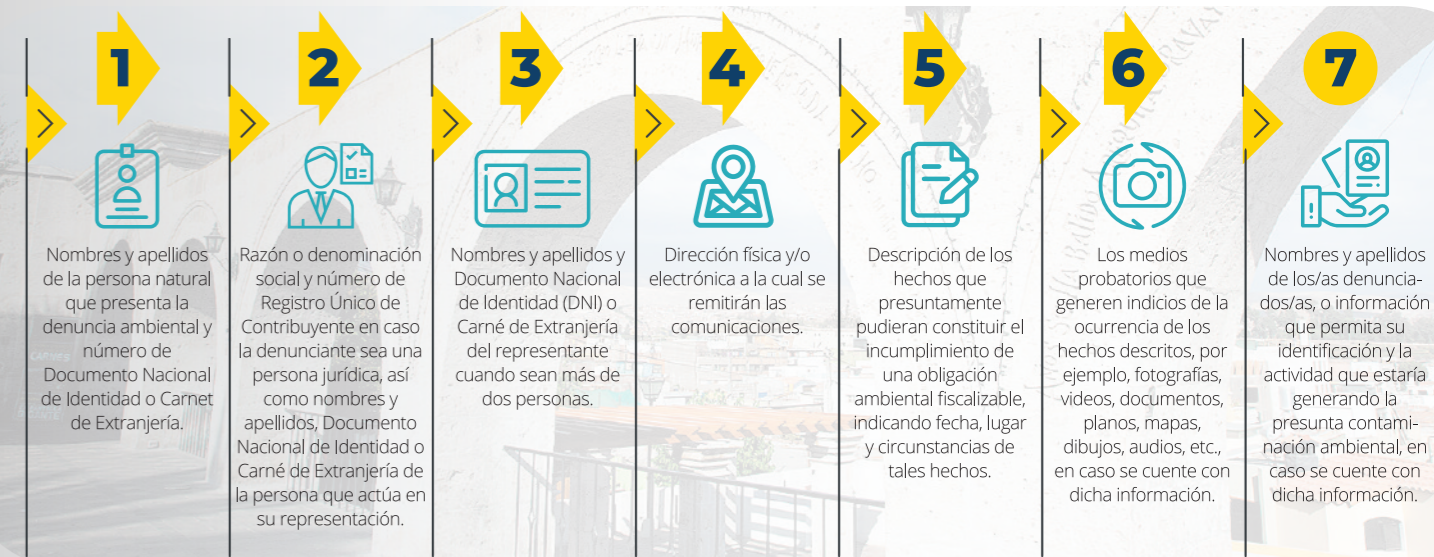 1
Nombres y apellidos
de la persona natural
que presenta la
denuncia ambiental y
número de
Documento Nacional
de Identidad o Carnet
de Extranjería.
2
Razón o denominación
social y número de
Registro Único de
Contribuyente en caso
la denunciante sea una
persona jurídica, así
como nombres y
apellidos, Documento
Nacional de Identidad o
Carné de Extranjería de
la persona que actúa en
su representación.
3
Nombres y apellidos y
Documento Nacional
de Identidad (DNI) o
Carné de Extranjería
del representante
cuando sean más de
dos personas.
4
Dirección física y/o
electrónica a la cual se
remitirán las
comunicaciones.
5
Descripción de los
hechos que
presuntamente
pudieran constituir el
incumplimiento de
una obligación
ambiental fiscalizable,
indicando fecha, lugar
y circunstancias de
tales hechos.
6
Los medios
probatorios que
generen indicios de la
ocurrencia de los
hechos descritos, por
ejemplo, fotografías,
videos, documentos,
planos, mapas,
dibujos, audios, etc.,
en caso se cuente con
dicha información.
7
Nombres y apellidos
de los/as denuncia-
dos/as, o información
que permita su
identificación y la
actividad que estaría
generando la
presunta contami-
nación ambiental, en
caso se cuente con
dicha información.